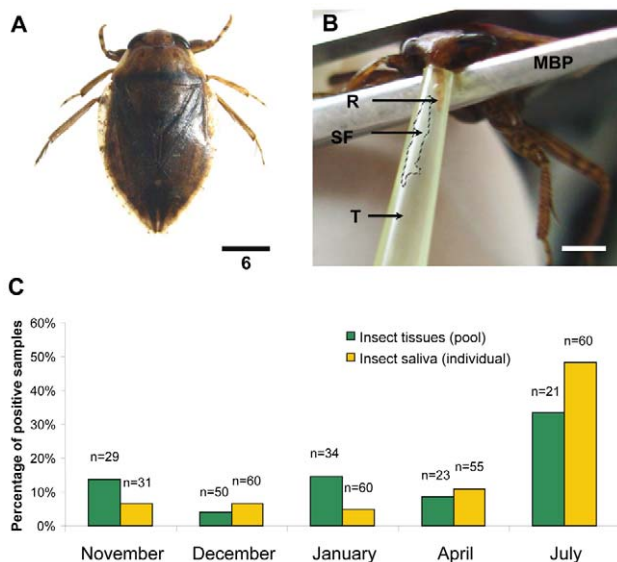 A
6
B
MBP
R
SF
T
C
Percentage of positive samples
60%
50%
40%
30%
20%
10%
0%
Insect tissues (pool)
Insect saliva (individual)
n=29
n=31
n=50
n=60
n=34
n=60
n=23
n=55
n=21
n=60
November
December
January
April
July